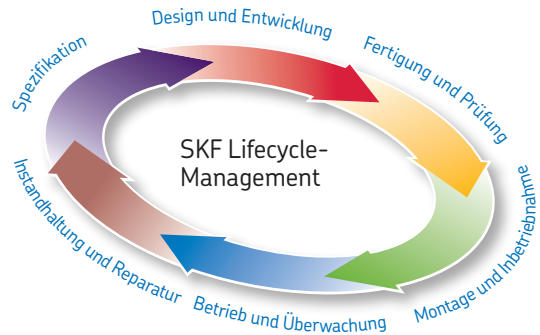 Spezifikation
Design und Entwicklung
Fertigung und Prüfung
Montage und Inbetriebnahme
Betrieb und Überwachung
Instandhaltung und Reparatur
SKF Lifecycle-
Management